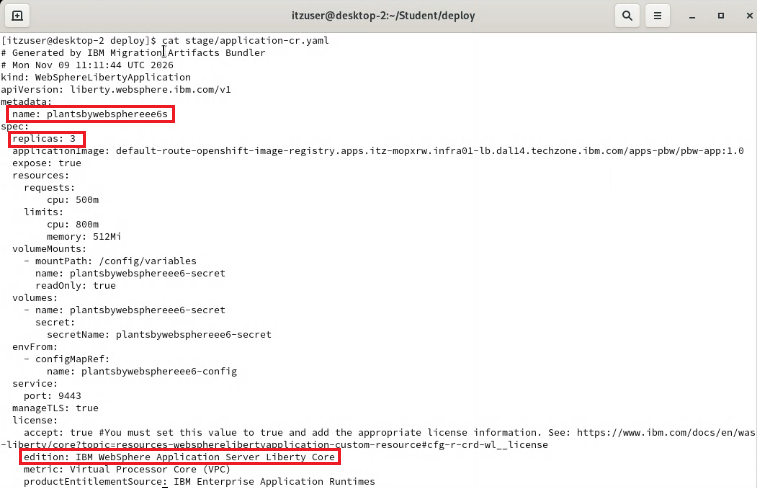 itzuser@desktop-2:~/Student/deploy
[itzuser@desktop-2 deploy]$ cat stage/application-cr.yaml
# Generated by IBM Migration Artifacts Bundler
# Mon Nov 09 11:11:44 UTC 2026
kind: WebSphereLibertyApplication
apiVersion: liberty.websphere.ibm.com/v1
metadata:
  name: plantsbywebsphereee6s
spec:
  replicas: 3
  applicationImage: default-route-openshift-image-registry.apps.itz-mopxrw.infra01-lb.dal14.techzone.ibm.com/apps-pbw/pbw-app:1.0
  expose: true
  resources:
    requests:
        cpu: 500m
    limits:
        cpu: 800m
        memory: 512Mi
  volumeMounts:
    - mountPath: /config/variables
      name: plantsbywebsphereee6-secret
      readOnly: true
  volumes:
    - name: plantsbywebsphereee6-secret
      secret:
        secretName: plantsbywebsphereee6-secret
  envFrom:
    - configMapRef:
        name: plantsbywebsphereee6-config
  service:
    port: 9443
  manageTLS: true
  license:
    accept: true #You must set this value to true and add the appropriate license information. See: https://www.ibm.com/docs/en/was
-liberty/core?topic=resources-webspherelibertyapplication-custom-resource#cfg-r-crd-wl__license
    edition: IBM WebSphere Application Server Liberty Core
    metric: Virtual Processor Core (VPC)
    productEntitlementSource: IBM Enterprise Application Runtimes